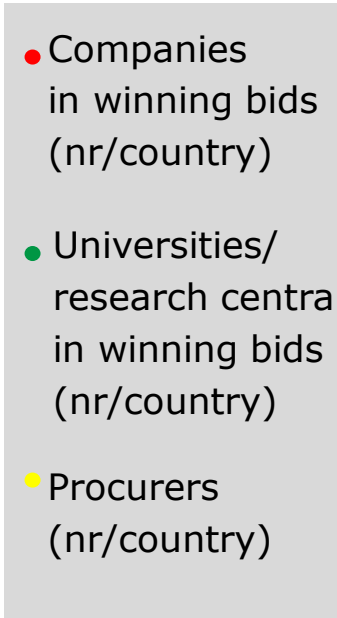 Companies
in winning bids
(nr/country)
Universities/
research centra
in winning bids
(nr/country)
Procurers
(nr/country)